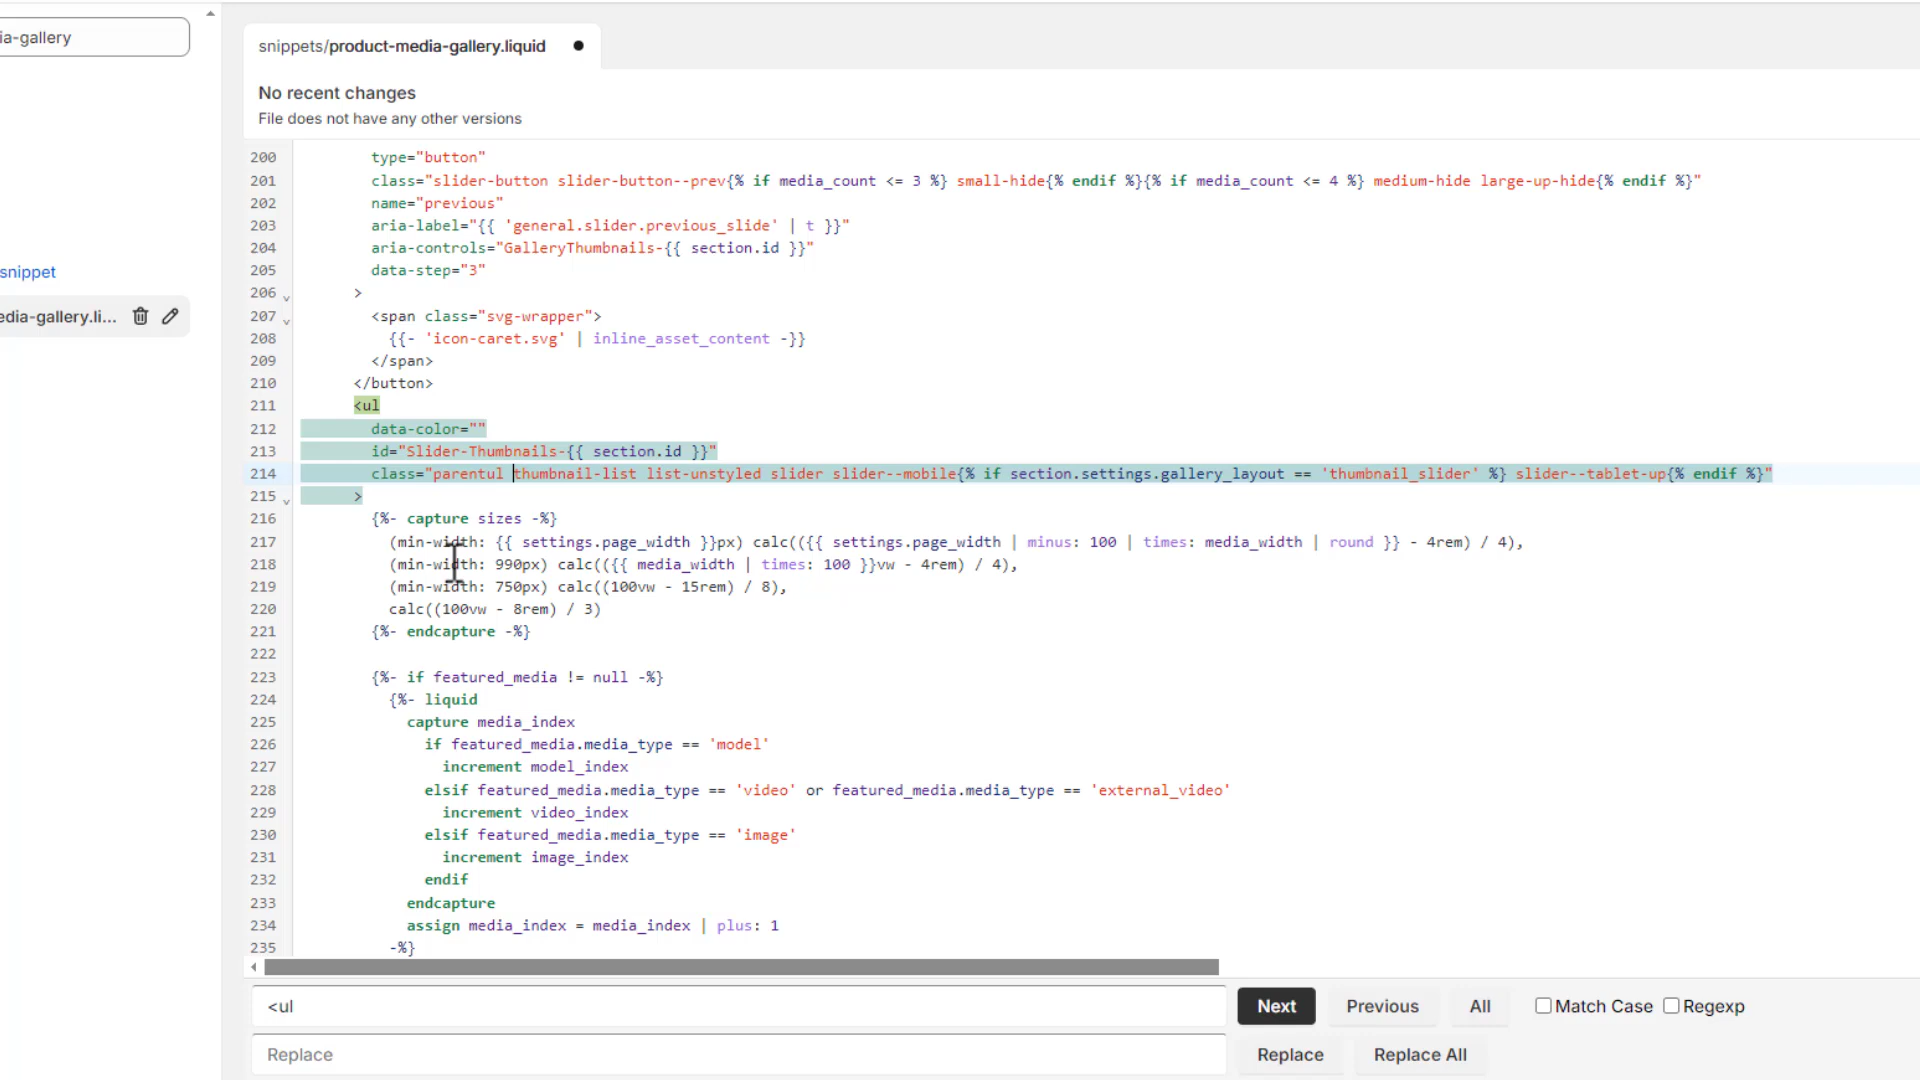 ia-gallery
snippets/product-media-gallery.liquid
No recent changes
File does not have any other versions
snippet
edia-gallery.li...
200 type="button"
201 class="slider-button slider-button--prev{% if media_count <= 3 %} small-hide{% endif %}{% if media_count <= 4 %} medium-hide large-up-hide{% endif %}"
202 name="previous"
203 aria-label="{{ 'general.slider.previous_slide' | t }}"
204 aria-controls="GalleryThumbnails-{{ section.id }}"
205 data-step="3"
206 >
207 <span class="svg-wrapper">
208 {{- 'icon-caret.svg' | inline_asset_content -}}
209 </span>
210 </button>
211 <ul
212 data-color=""
213 id="Slider-Thumbnails-{{ section.id }}"
214 class="parentul thumbnail-list list-unstyled slider slider--mobile{% if section.settings.gallery_layout == 'thumbnail_slider' %} slider--tablet-up{% endif %}"
215 >
216 {%- capture sizes -%}
217 (min-width: {{ settings.page_width }}px) calc(({{ settings.page_width | minus: 100 | times: media_width | round }} - 4rem) / 4),
218 (min-width: 990px) calc(({{ media_width | times: 100 }}vw - 4rem) / 4),
219 (min-width: 750px) calc((100vw - 15rem) / 8),
220 calc((100vw - 8rem) / 3)
221 {%- endcapture -%}
222
223 {%- if featured_media != null -%}
224 {%- liquid
225 capture media_index
226 if featured_media.media_type == 'model'
227 increment model_index
228 elsif featured_media.media_type == 'video' or featured_media.media_type == 'external_video'
229 increment video_index
230 elsif featured_media.media_type == 'image'
231 increment image_index
232 endif
233 endcapture
234 assign media_index = media_index | plus: 1
235 -%}
<ul
Next Previous All Match Case Regexp
Replace
Replace Replace All